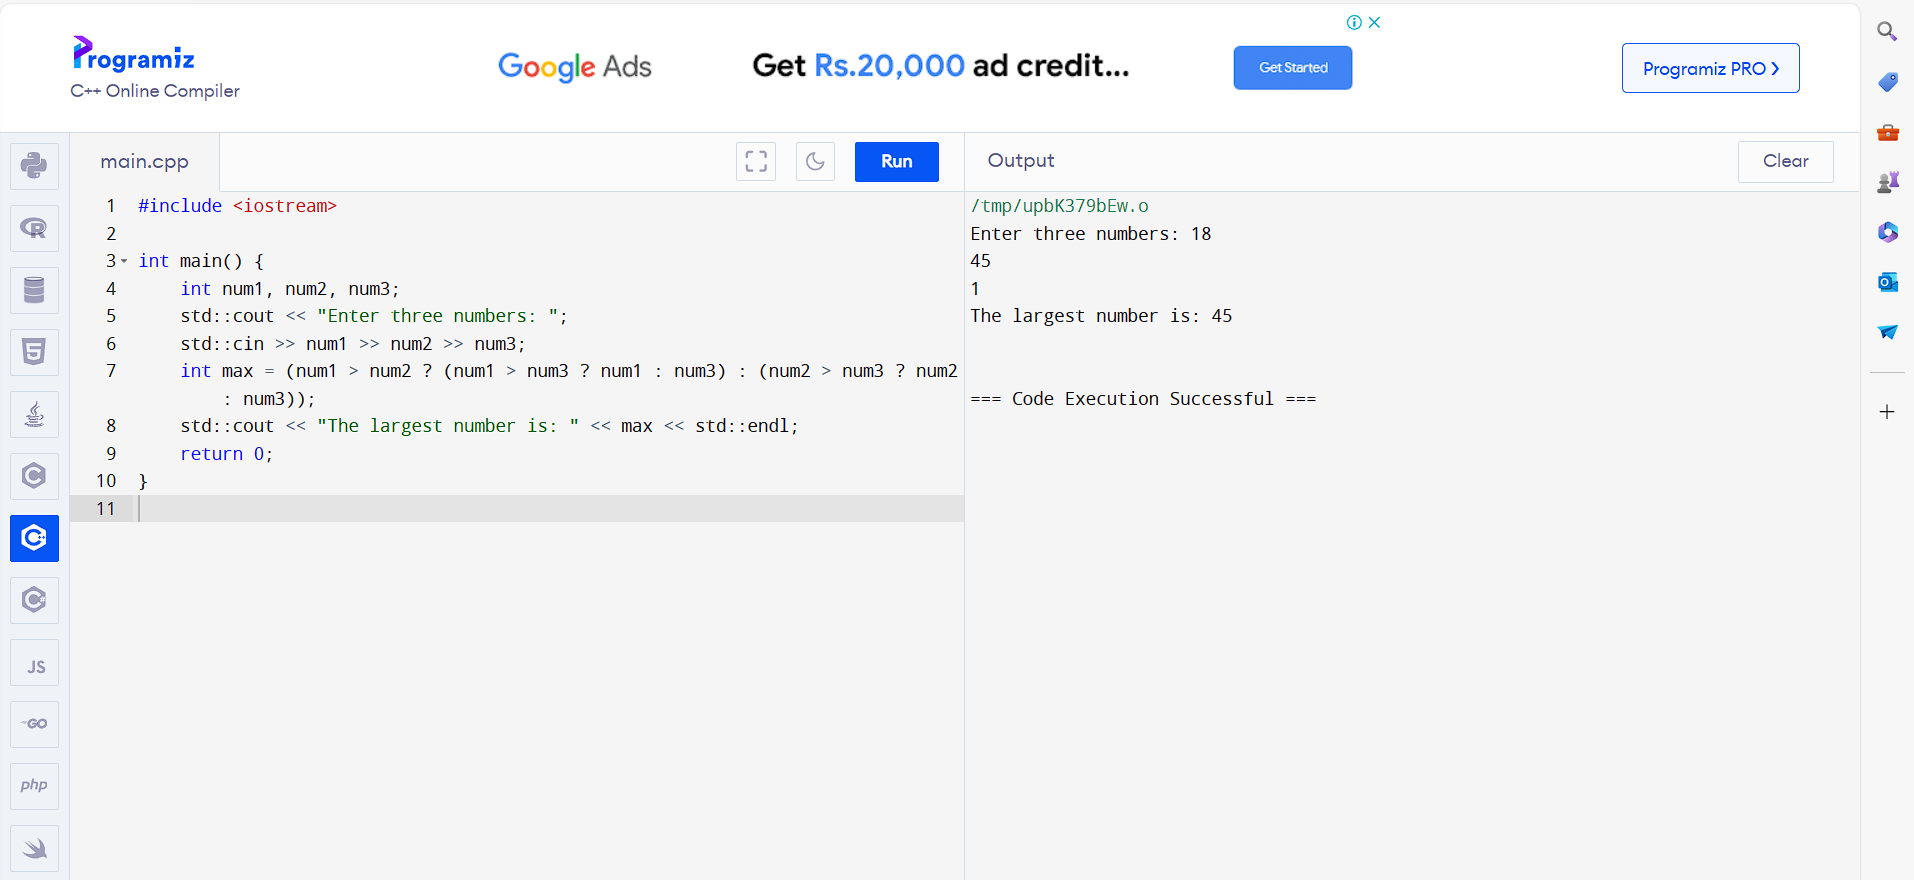 Programiz
C++ Online Compiler
Google Ads
Get Rs.20,000 ad credit...
Get Started
Programiz PRO ❯
main.cpp
Run
Output
Clear
1 #include <iostream>
2
3 int main() {
4     int num1, num2, num3;
5     std::cout << "Enter three numbers: ";
6     std::cin >> num1 >> num2 >> num3;
7     int max = (num1 > num2 ? (num1 > num3 ? num1 : num3) : (num2 > num3 ? num2
: num3));
8     std::cout << "The largest number is: " << max << std::endl;
9     return 0;
10 }
11
/tmp/upbK379bEw.o
Enter three numbers: 18
45
1
The largest number is: 45
=== Code Execution Successful ===
R
5
C
C++
C#
JS
GO
php